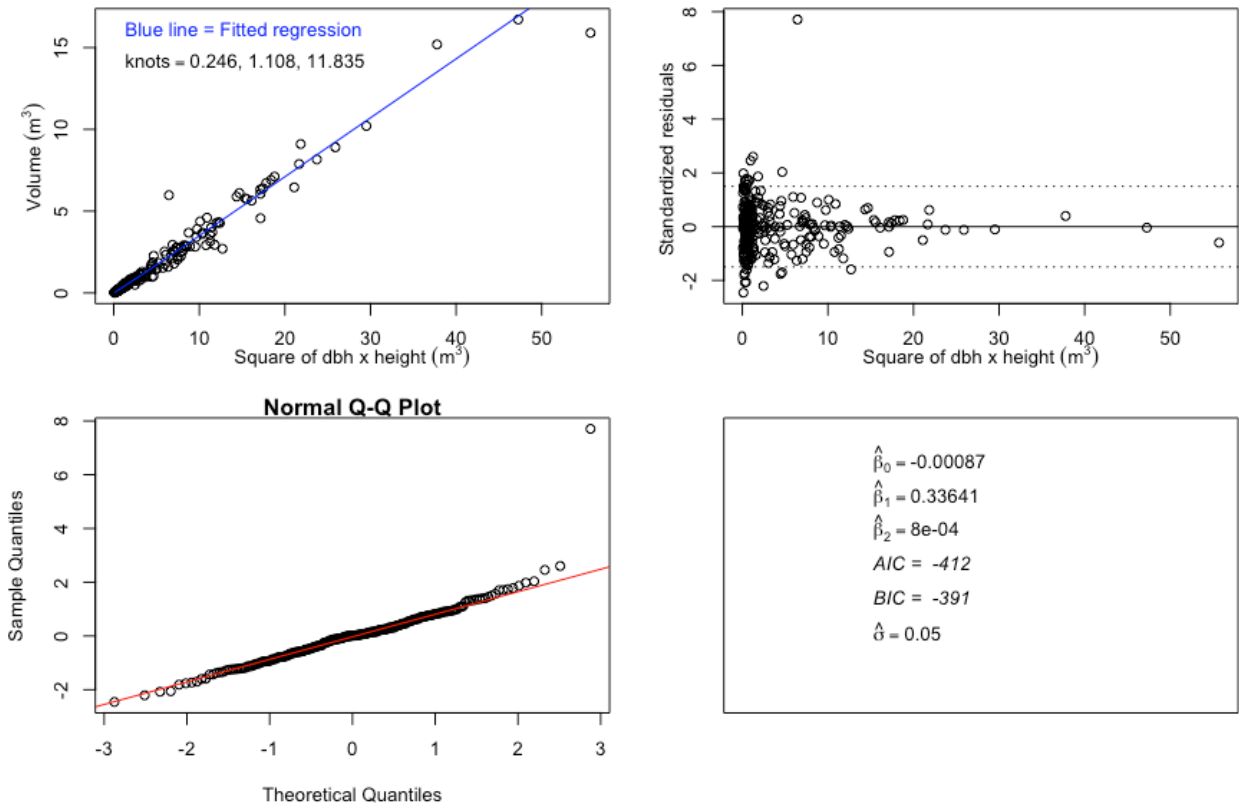 Blue line = Fitted regression
knots = 0.246, 1.108, 11.835
Volume (m³)
0 5 10 15
0 10 20 30 40 50
Square of dbh x height (m³)
Standardized residuals
-2 0 2 4 6 8
0 10 20 30 40 50
Square of dbh x height (m³)
Normal Q-Q Plot
Sample Quantiles
-2 0 2 4 6 8
-3 -2 -1 0 1 2 3
Theoretical Quantiles
β̂₀ = -0.00087
β̂₁ = 0.33641
β̂₂ = 8e-04
AIC = -412
BIC = -391
σ̂ = 0.05